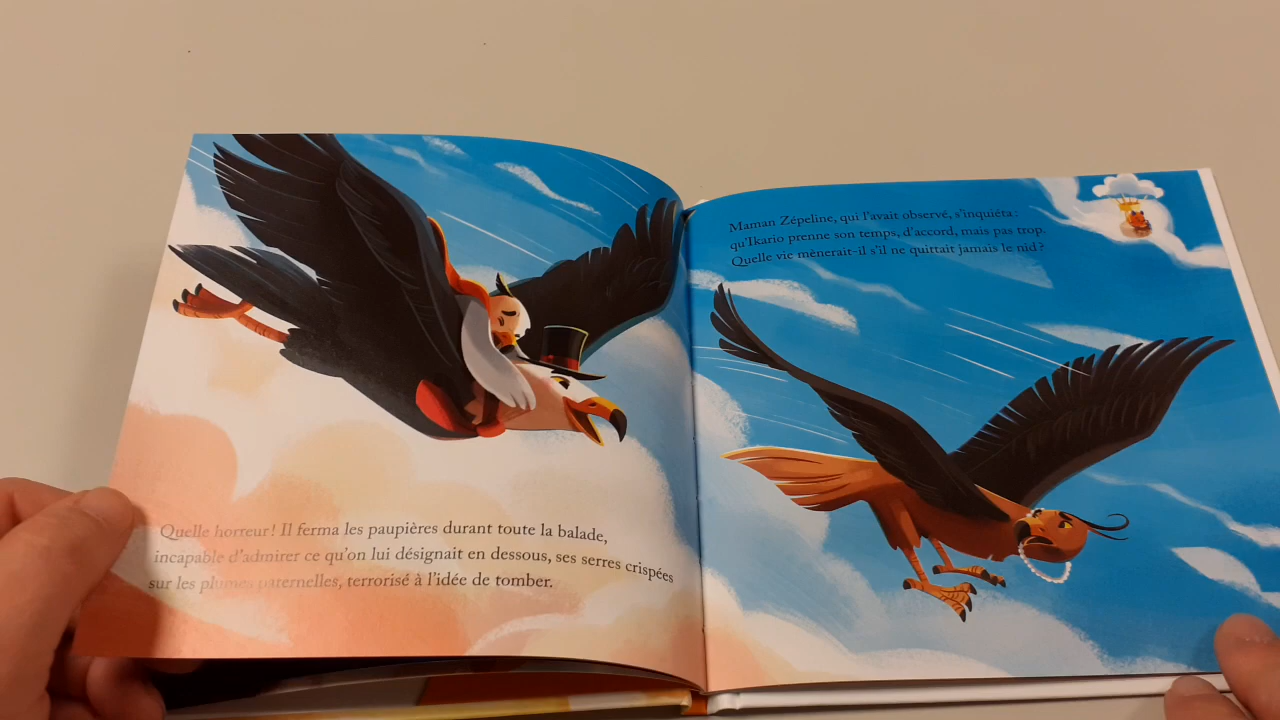 Quelle horreur ! Il ferma les paupières durant toute la balade,
incapable d'admirer ce qu'on lui désignait en dessous, ses serres crispées
sur les plumes paternelles, terrorisé à l'idée de tomber.
Maman Zépeline, qui l'avait observé, s'inquiéta :
qu'Ikario prenne son temps, d'accord, mais pas trop.
Quelle vie mènerait-il s'il ne quittait jamais le nid ?